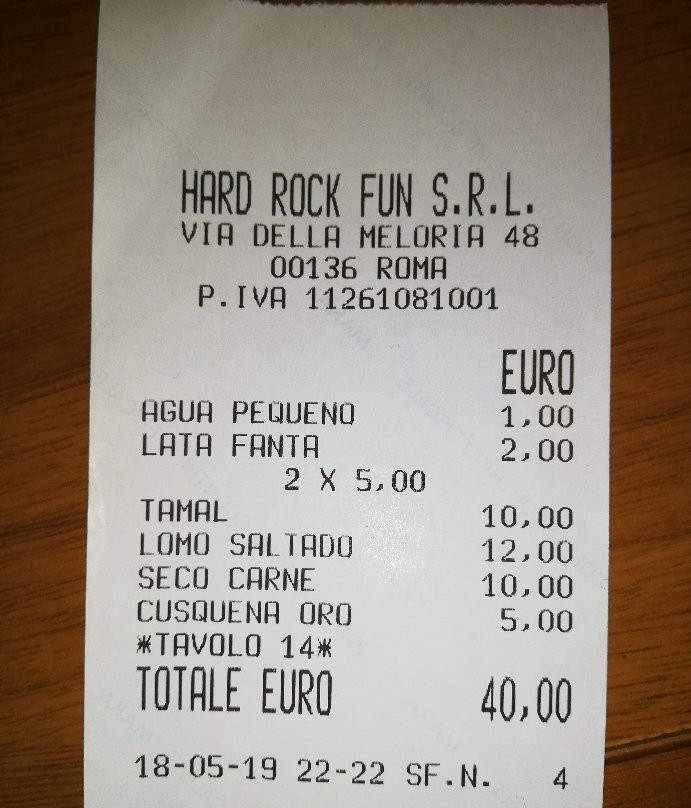 HARD ROCK FUN S.R.L.
VIA DELLA MELORIA 48
00136 ROMA
P.IVA 11261081001
EURO
AGUA PEQUENO 1,00
LATA FANTA 2,00
2 X 5,00
TAMAL 10,00
LOMO SALTADO 12,00
SECO CARNE 10,00
CUSQUENA ORO 5,00
*TAVOLO 14*
TOTALE EURO 40,00
18-05-19 22-22 SF.N. 4